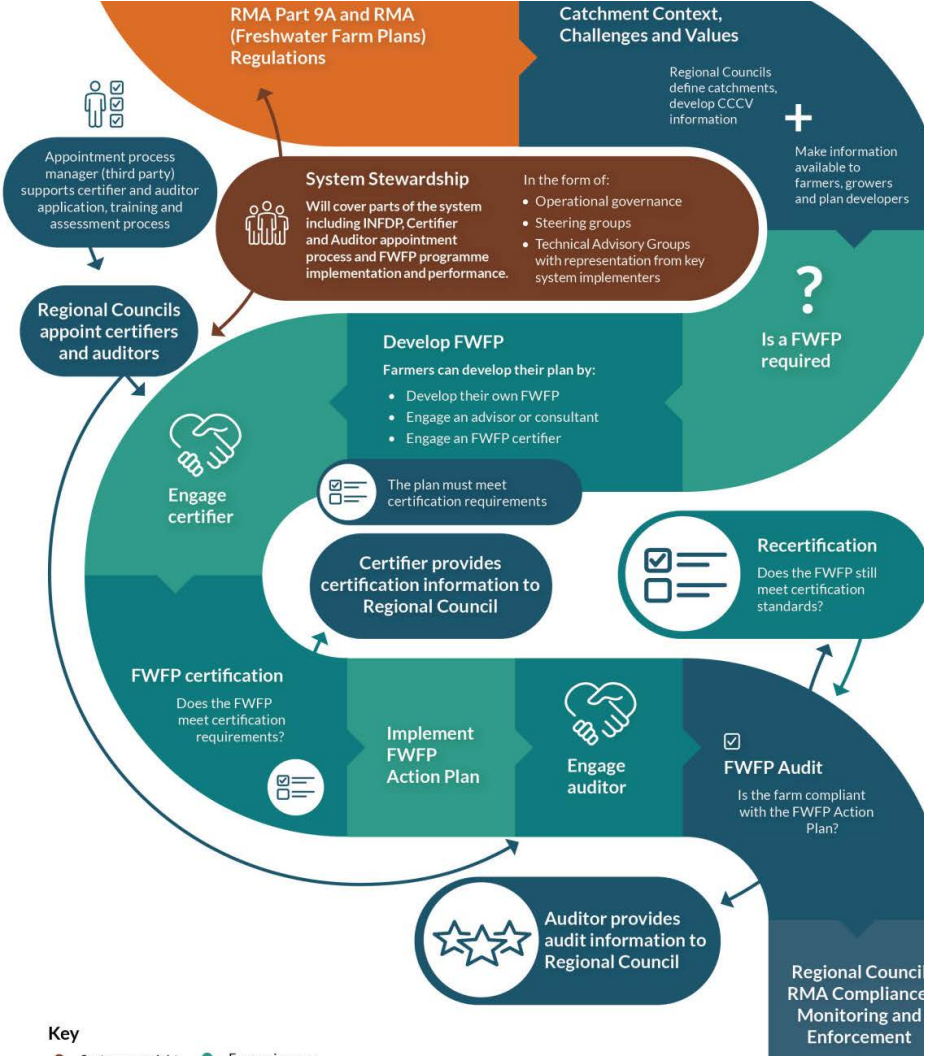 RMA Part 9A and RMA
(Freshwater Farm Plans)
Regulations
Catchment Context,
Challenges and Values
Regional Councils
define catchments,
develop CCCV
information
+
Make information
available to
farmers, growers
and plan developers
Appointment process
manager (third party)
supports certifier and auditor
application, training and
assessment process
System Stewardship
Will cover parts of the system
including INFDP, Certifier
and Auditor appointment
process and FWFP programme
implementation and performance.
In the form of:
• Operational governance
• Steering groups
• Technical Advisory Groups
with representation from key
system implementers
Regional Councils
appoint certifiers
and auditors
?
Is a FWFP
required
Develop FWFP
Farmers can develop their plan by:
• Develop their own FWFP
• Engage an advisor or consultant
• Engage an FWFP certifier
The plan must meet
certification requirements
Engage
certifier
Certifier provides
certification information to
Regional Council
Recertification
Does the FWFP still
meet certification
standards?
FWFP certification
Does the FWFP
meet certification
requirements?
Implement
FWFP
Action Plan
Engage
auditor
FWFP Audit
Is the farm compliant
with the FWFP Action
Plan?
Auditor provides
audit information to
Regional Council
Regional Council
RMA Compliance
Monitoring and
Enforcement
Key